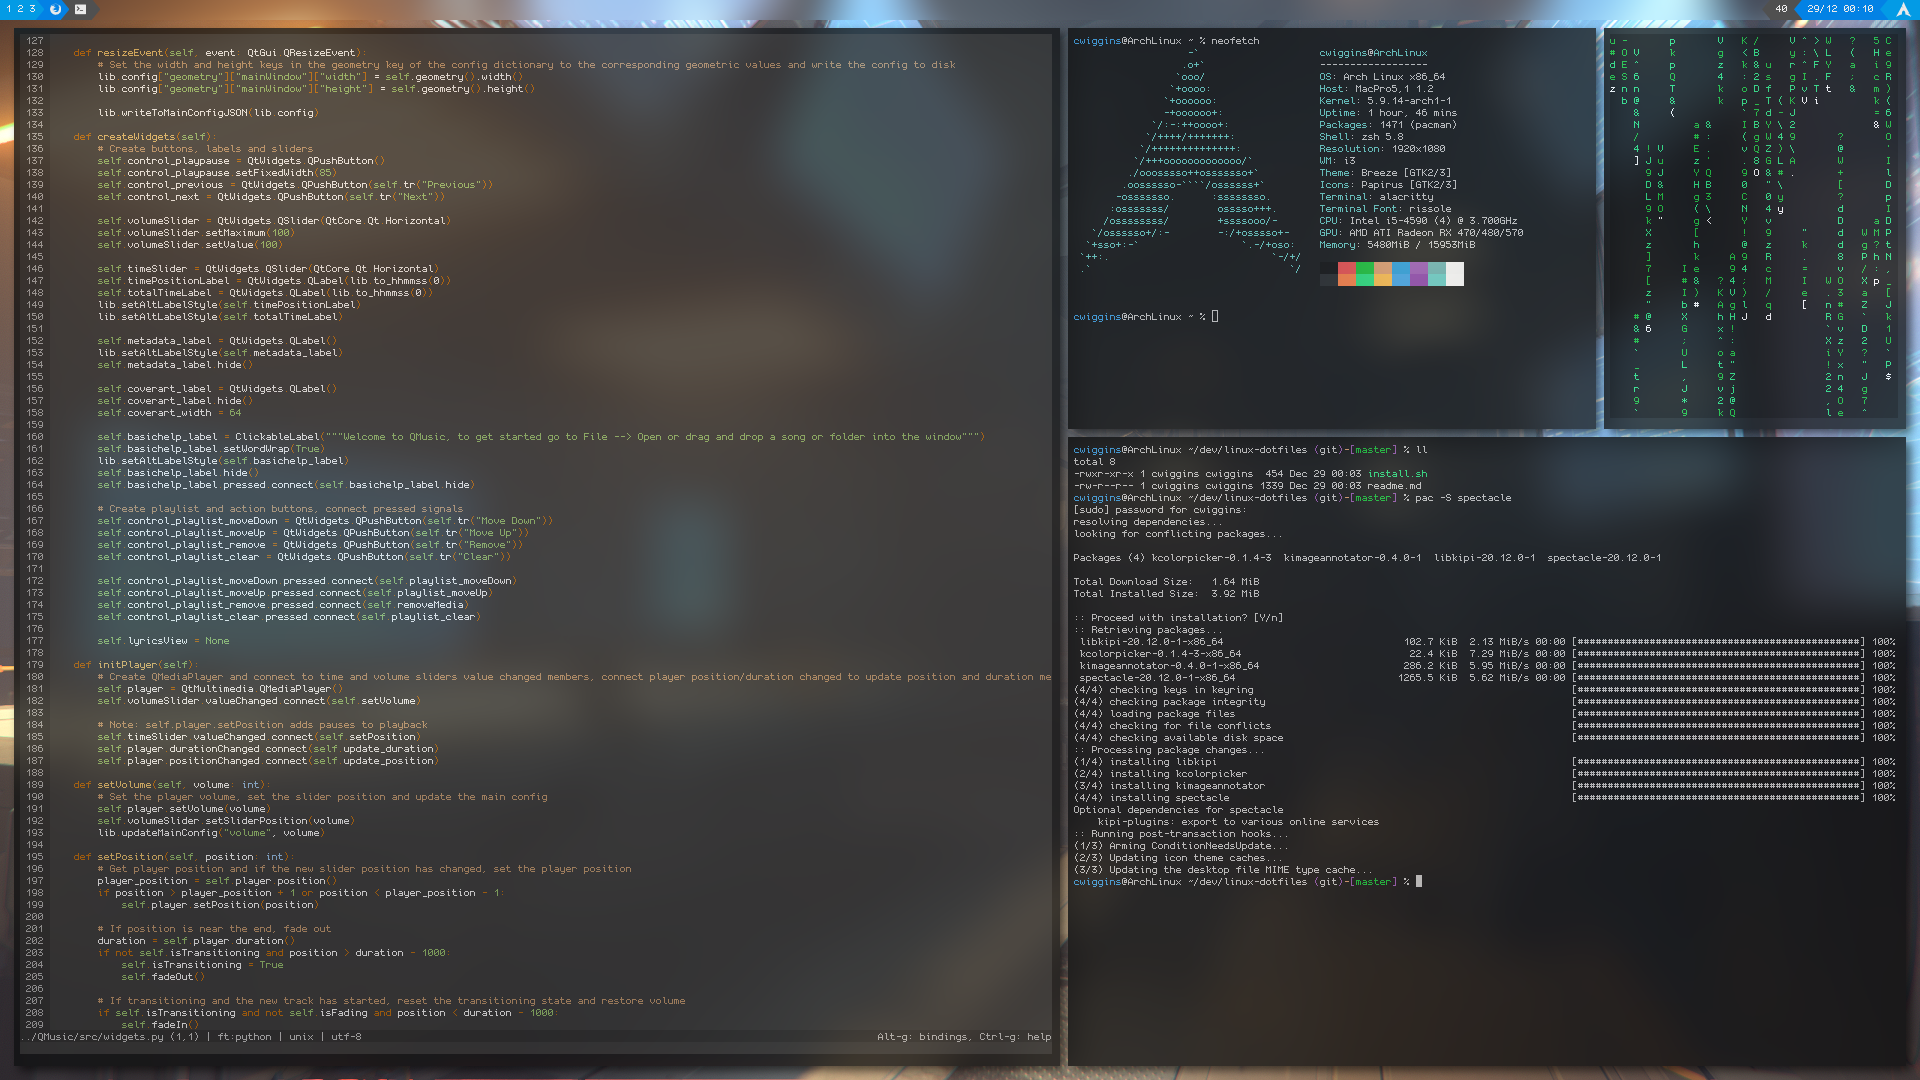 1 2 3
40
29/12 00:10
127
128 def resizeEvent(self, event: QtGui.QResizeEvent):
129 # Set the width and height keys in the geometry key of the config dictionary to the corresponding geometric values and write the config to disk
130 lib.config["geometry"]["mainWindow"]["width"] = self.geometry().width()
131 lib.config["geometry"]["mainWindow"]["height"] = self.geometry().height()
132
133 lib.writeToMainConfigJSON(lib.config)
134
135 def createWidgets(self):
136 # Create buttons, labels and sliders
137 self.control_playpause = QtWidgets.QPushButton()
138 self.control_playpause.setFixedWidth(85)
139 self.control_previous = QtWidgets.QPushButton(self.tr("Previous"))
140 self.control_next = QtWidgets.QPushButton(self.tr("Next"))
141
142 self.volumeSlider = QtWidgets.QSlider(QtCore.Qt.Horizontal)
143 self.volumeSlider.setMaximum(100)
144 self.volumeSlider.setValue(100)
145
146 self.timeSlider = QtWidgets.QSlider(QtCore.Qt.Horizontal)
147 self.timePositionLabel = QtWidgets.QLabel(lib.to_hhmmss(0))
148 self.totalTimeLabel = QtWidgets.QLabel(lib.to_hhmmss(0))
149 lib.setAltLabelStyle(self.timePositionLabel)
150 lib.setAltLabelStyle(self.totalTimeLabel)
151
152 self.metadata_label = QtWidgets.QLabel()
153 lib.setAltLabelStyle(self.metadata_label)
154 self.metadata_label.hide()
155
156 self.coverart_label = QtWidgets.QLabel()
157 self.coverart_label.hide()
158 self.coverart_width = 64
159
160 self.basichelp_label = ClickableLabel("""Welcome to QMusic, to get started go to File --> Open or drag and drop a song or folder into the window""")
161 self.basichelp_label.setWordWrap(True)
162 lib.setAltLabelStyle(self.basichelp_label)
163 self.basichelp_label.hide()
164 self.basichelp_label.pressed.connect(self.basichelp_label.hide)
165
166 # Create playlist and action buttons, connect pressed signals
167 self.control_playlist_moveDown = QtWidgets.QPushButton(self.tr("Move Down"))
168 self.control_playlist_moveUp = QtWidgets.QPushButton(self.tr("Move Up"))
169 self.control_playlist_remove = QtWidgets.QPushButton(self.tr("Remove"))
170 self.control_playlist_clear = QtWidgets.QPushButton(self.tr("Clear"))
171
172 self.control_playlist_moveDown.pressed.connect(self.playlist_moveDown)
173 self.control_playlist_moveUp.pressed.connect(self.playlist_moveUp)
174 self.control_playlist_remove.pressed.connect(self.removeMedia)
175 self.control_playlist_clear.pressed.connect(self.playlist_clear)
176
177 self.lyricsView = None
178
179 def initPlayer(self):
180 # Create QMediaPlayer and connect to time and volume sliders value changed members, connect player position/duration changed to update position and duration me
181 self.player = QtMultimedia.QMediaPlayer()
182 self.volumeSlider.valueChanged.connect(self.setVolume)
183
184 # Note: self.player.setPosition adds pauses to playback
185 self.timeSlider.valueChanged.connect(self.setPosition)
186 self.player.durationChanged.connect(self.update_duration)
187 self.player.positionChanged.connect(self.update_position)
188
189 def setVolume(self, volume: int):
190 # Set the player volume, set the slider position and update the main config
191 self.player.setVolume(volume)
192 self.volumeSlider.setSliderPosition(volume)
193 lib.updateMainConfig("volume", volume)
194
195 def setPosition(self, position: int):
196 # Get player position and if the new slider position has changed, set the player position
197 player_position = self.player.position()
198 if position > player_position + 1 or position < player_position - 1:
199 self.player.setPosition(position)
200
201 # If position is near the end, fade out
202 duration = self.player.duration()
203 if not self.isTransitioning and position > duration - 1000:
204 self.isTransitioning = True
205 self.fadeOut()
206
207 # If transitioning and the new track has started, reset the transitioning state and restore volume
208 if self.isTransitioning and not self.isFading and position < duration - 1000:
209 self.fadeIn()
../QMusic/src/widgets.py (1,1) | ft:python | unix | utf-8
Alt-g: bindings, Ctrl-g: help
cwiggins@ArchLinux ~ % neofetch
cwiggins@ArchLinux
------------------
OS: Arch Linux x86_64
Host: MacPro5,1 1.2
Kernel: 5.9.14-arch1-1
Uptime: 1 hour, 46 mins
Packages: 1471 (pacman)
Shell: zsh 5.8
Resolution: 1920x1080
WM: i3
Theme: Breeze [GTK2/3]
Icons: Papirus [GTK2/3]
Terminal: alacritty
Terminal Font: rissole
CPU: Intel i5-4590 (4) @ 3.700GHz
GPU: AMD ATI Radeon RX 470/480/570
Memory: 5480MiB / 15953MiB
cwiggins@ArchLinux ~ %
cwiggins@ArchLinux ~/dev/linux-dotfiles (git)-[master] % ll
total 8
-rwxr-xr-x 1 cwiggins cwiggins 454 Dec 29 00:03 install.sh
-rw-r--r-- 1 cwiggins cwiggins 1339 Dec 29 00:03 readme.md
cwiggins@ArchLinux ~/dev/linux-dotfiles (git)-[master] % pac -S spectacle
[sudo] password for cwiggins:
resolving dependencies...
looking for conflicting packages...
Packages (4) kcolorpicker-0.1.4-3 kimageannotator-0.4.0-1 libkipi-20.12.0-1 spectacle-20.12.0-1
Total Download Size: 1.64 MiB
Total Installed Size: 3.92 MiB
:: Proceed with installation? [Y/n]
:: Retrieving packages...
libkipi-20.12.0-1-x86_64 102.7 KiB 2.13 MiB/s 00:00 [################################################] 100%
kcolorpicker-0.1.4-3-x86_64 22.4 KiB 7.29 MiB/s 00:00 [################################################] 100%
kimageannotator-0.4.0-1-x86_64 286.2 KiB 5.95 MiB/s 00:00 [################################################] 100%
spectacle-20.12.0-1-x86_64 1265.5 KiB 5.62 MiB/s 00:00 [################################################] 100%
(4/4) checking keys in keyring [################################################] 100%
(4/4) checking package integrity [################################################] 100%
(4/4) loading package files [################################################] 100%
(4/4) checking for file conflicts [################################################] 100%
(4/4) checking available disk space [################################################] 100%
:: Processing package changes...
(1/4) installing libkipi [################################################] 100%
(2/4) installing kcolorpicker [################################################] 100%
(3/4) installing kimageannotator [################################################] 100%
(4/4) installing spectacle [################################################] 100%
Optional dependencies for spectacle
kipi-plugins: export to various online services
:: Running post-transaction hooks...
(1/3) Arming ConditionNeedsUpdate...
(2/3) Updating icon theme caches...
(3/3) Updating the desktop file MIME type cache...
cwiggins@ArchLinux ~/dev/linux-dotfiles (git)-[master] %